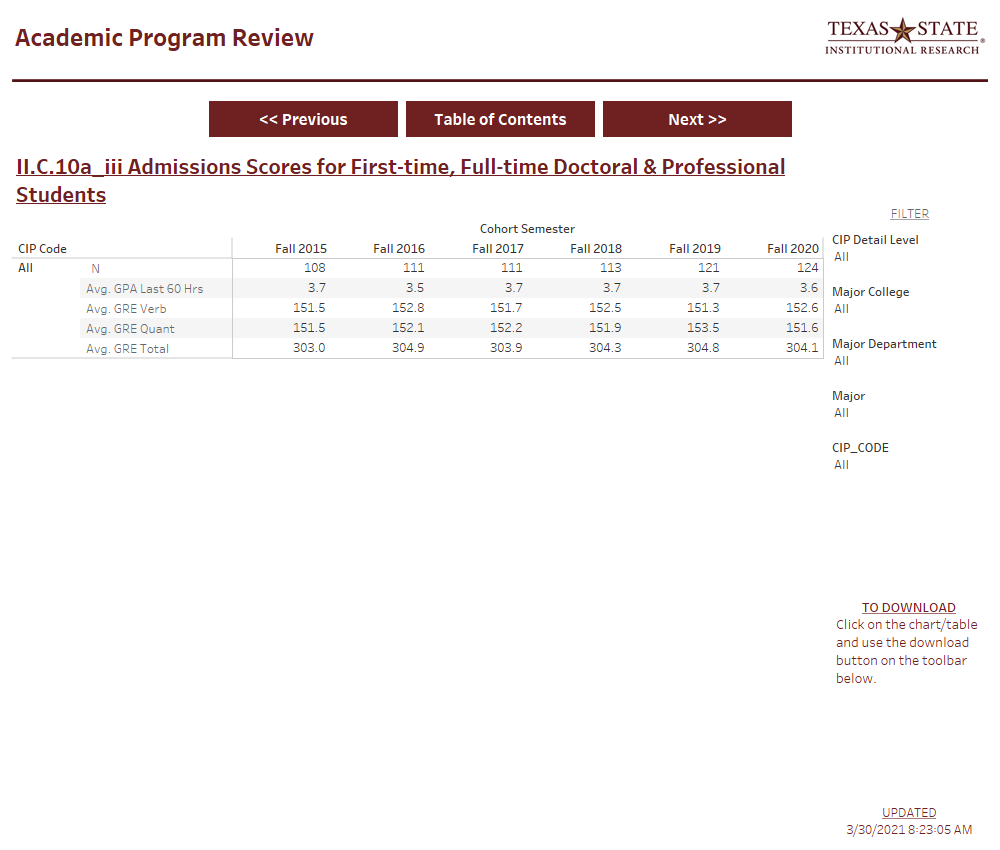 Academic Program Review
TEXAS STATE®
INSTITUTIONAL RESEARCH
<< Previous
Table of Contents
Next >>
II.C.10a_iii Admissions Scores for First-time, Full-time Doctoral & Professional
Students
Cohort Semester
CIP Code Fall 2015 Fall 2016 Fall 2017 Fall 2018 Fall 2019 Fall 2020
All N 108 111 111 113 121 124
Avg. GPA Last 60 Hrs 3.7 3.5 3.7 3.7 3.7 3.6
Avg. GRE Verb 151.5 152.8 151.7 152.5 151.3 152.6
Avg. GRE Quant 151.5 152.1 152.2 151.9 153.5 151.6
Avg. GRE Total 303.0 304.9 303.9 304.3 304.8 304.1
FILTER
CIP Detail Level
All
Major College
All
Major Department
All
Major
All
CIP_CODE
All
TO DOWNLOAD
Click on the chart/table
and use the download
button on the toolbar
below.
UPDATED
3/30/2021 8:23:05 AM